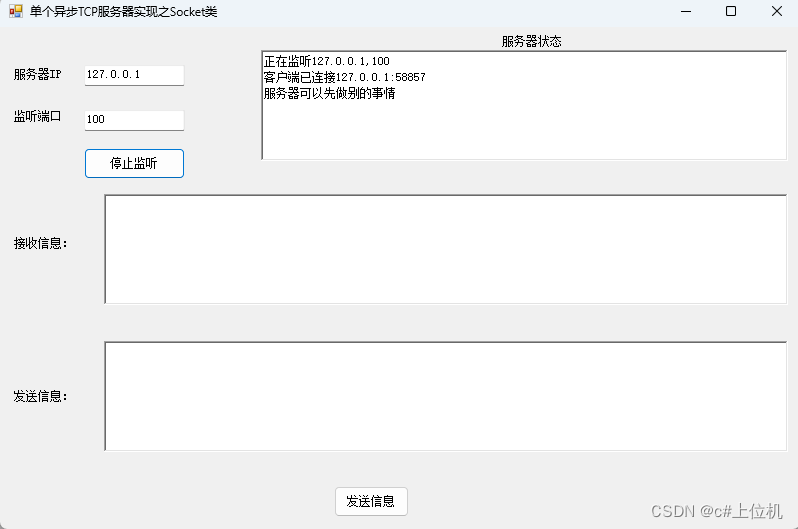 单个异步TCP服务器实现之Socket类
服务器状态
服务器IP
127.0.0.1
正在监听127.0.0.1,100
客户端已连接127.0.0.1:58857
服务器可以先做别的事情
监听端口
100
停止监听
接收信息:
发送信息:
发送信息
CSDN @c#上位机